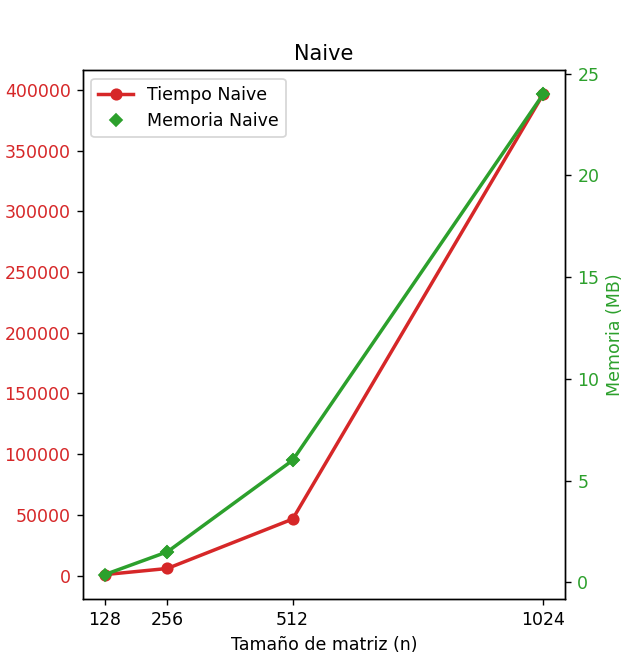 Naive
Tiempo Naive
Memoria Naive
400000
350000
300000
250000
200000
150000
100000
50000
0
25
20
15
10
5
0
Memoria (MB)
128 256 512 1024
Tamaño de matriz (n)